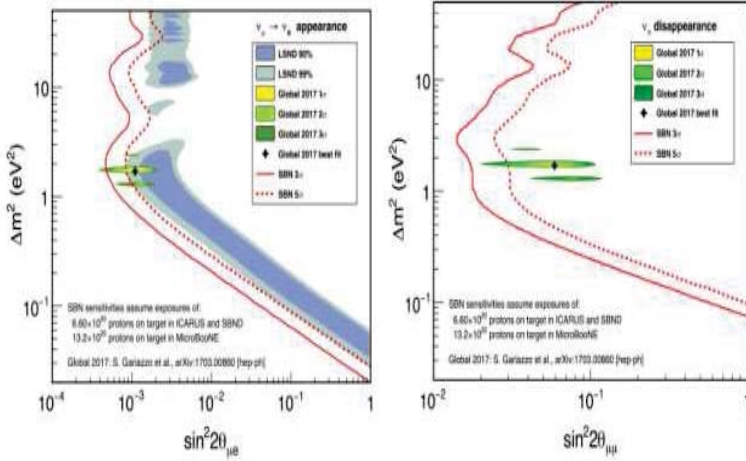 ν_μ → ν_e appearance
LSND 90%
LSND 99%
Global 2017 1σ
Global 2017 2σ
Global 2017 3σ
Global 2017 best fit
SBN 3σ
SBN 5σ
SBN sensitivities assume exposures of:
6.60×10²⁰ protons on target in ICARUS and SBND
13.2×10²⁰ protons on target in MicroBooNE
Global 2017: S. Gariazzo et al., arXiv:1703.00860 [hep-ph]
Δm² (eV²)
10
1
10⁻¹
10⁻⁴
10⁻³
10⁻²
10⁻¹
1
sin²2θ_μe
ν_μ disappearance
Global 2017 1σ
Global 2017 2σ
Global 2017 3σ
Global 2017 best fit
SBN 3σ
SBN 5σ
SBN sensitivities assume exposures of:
6.60×10²⁰ protons on target in ICARUS and SBND
13.2×10²⁰ protons on target in MicroBooNE
Global 2017: S. Gariazzo et al., arXiv:1703.00860 [hep-ph]
Δm² (eV²)
10
1
10⁻¹
10⁻²
10⁻¹
1
sin²2θ_μμ